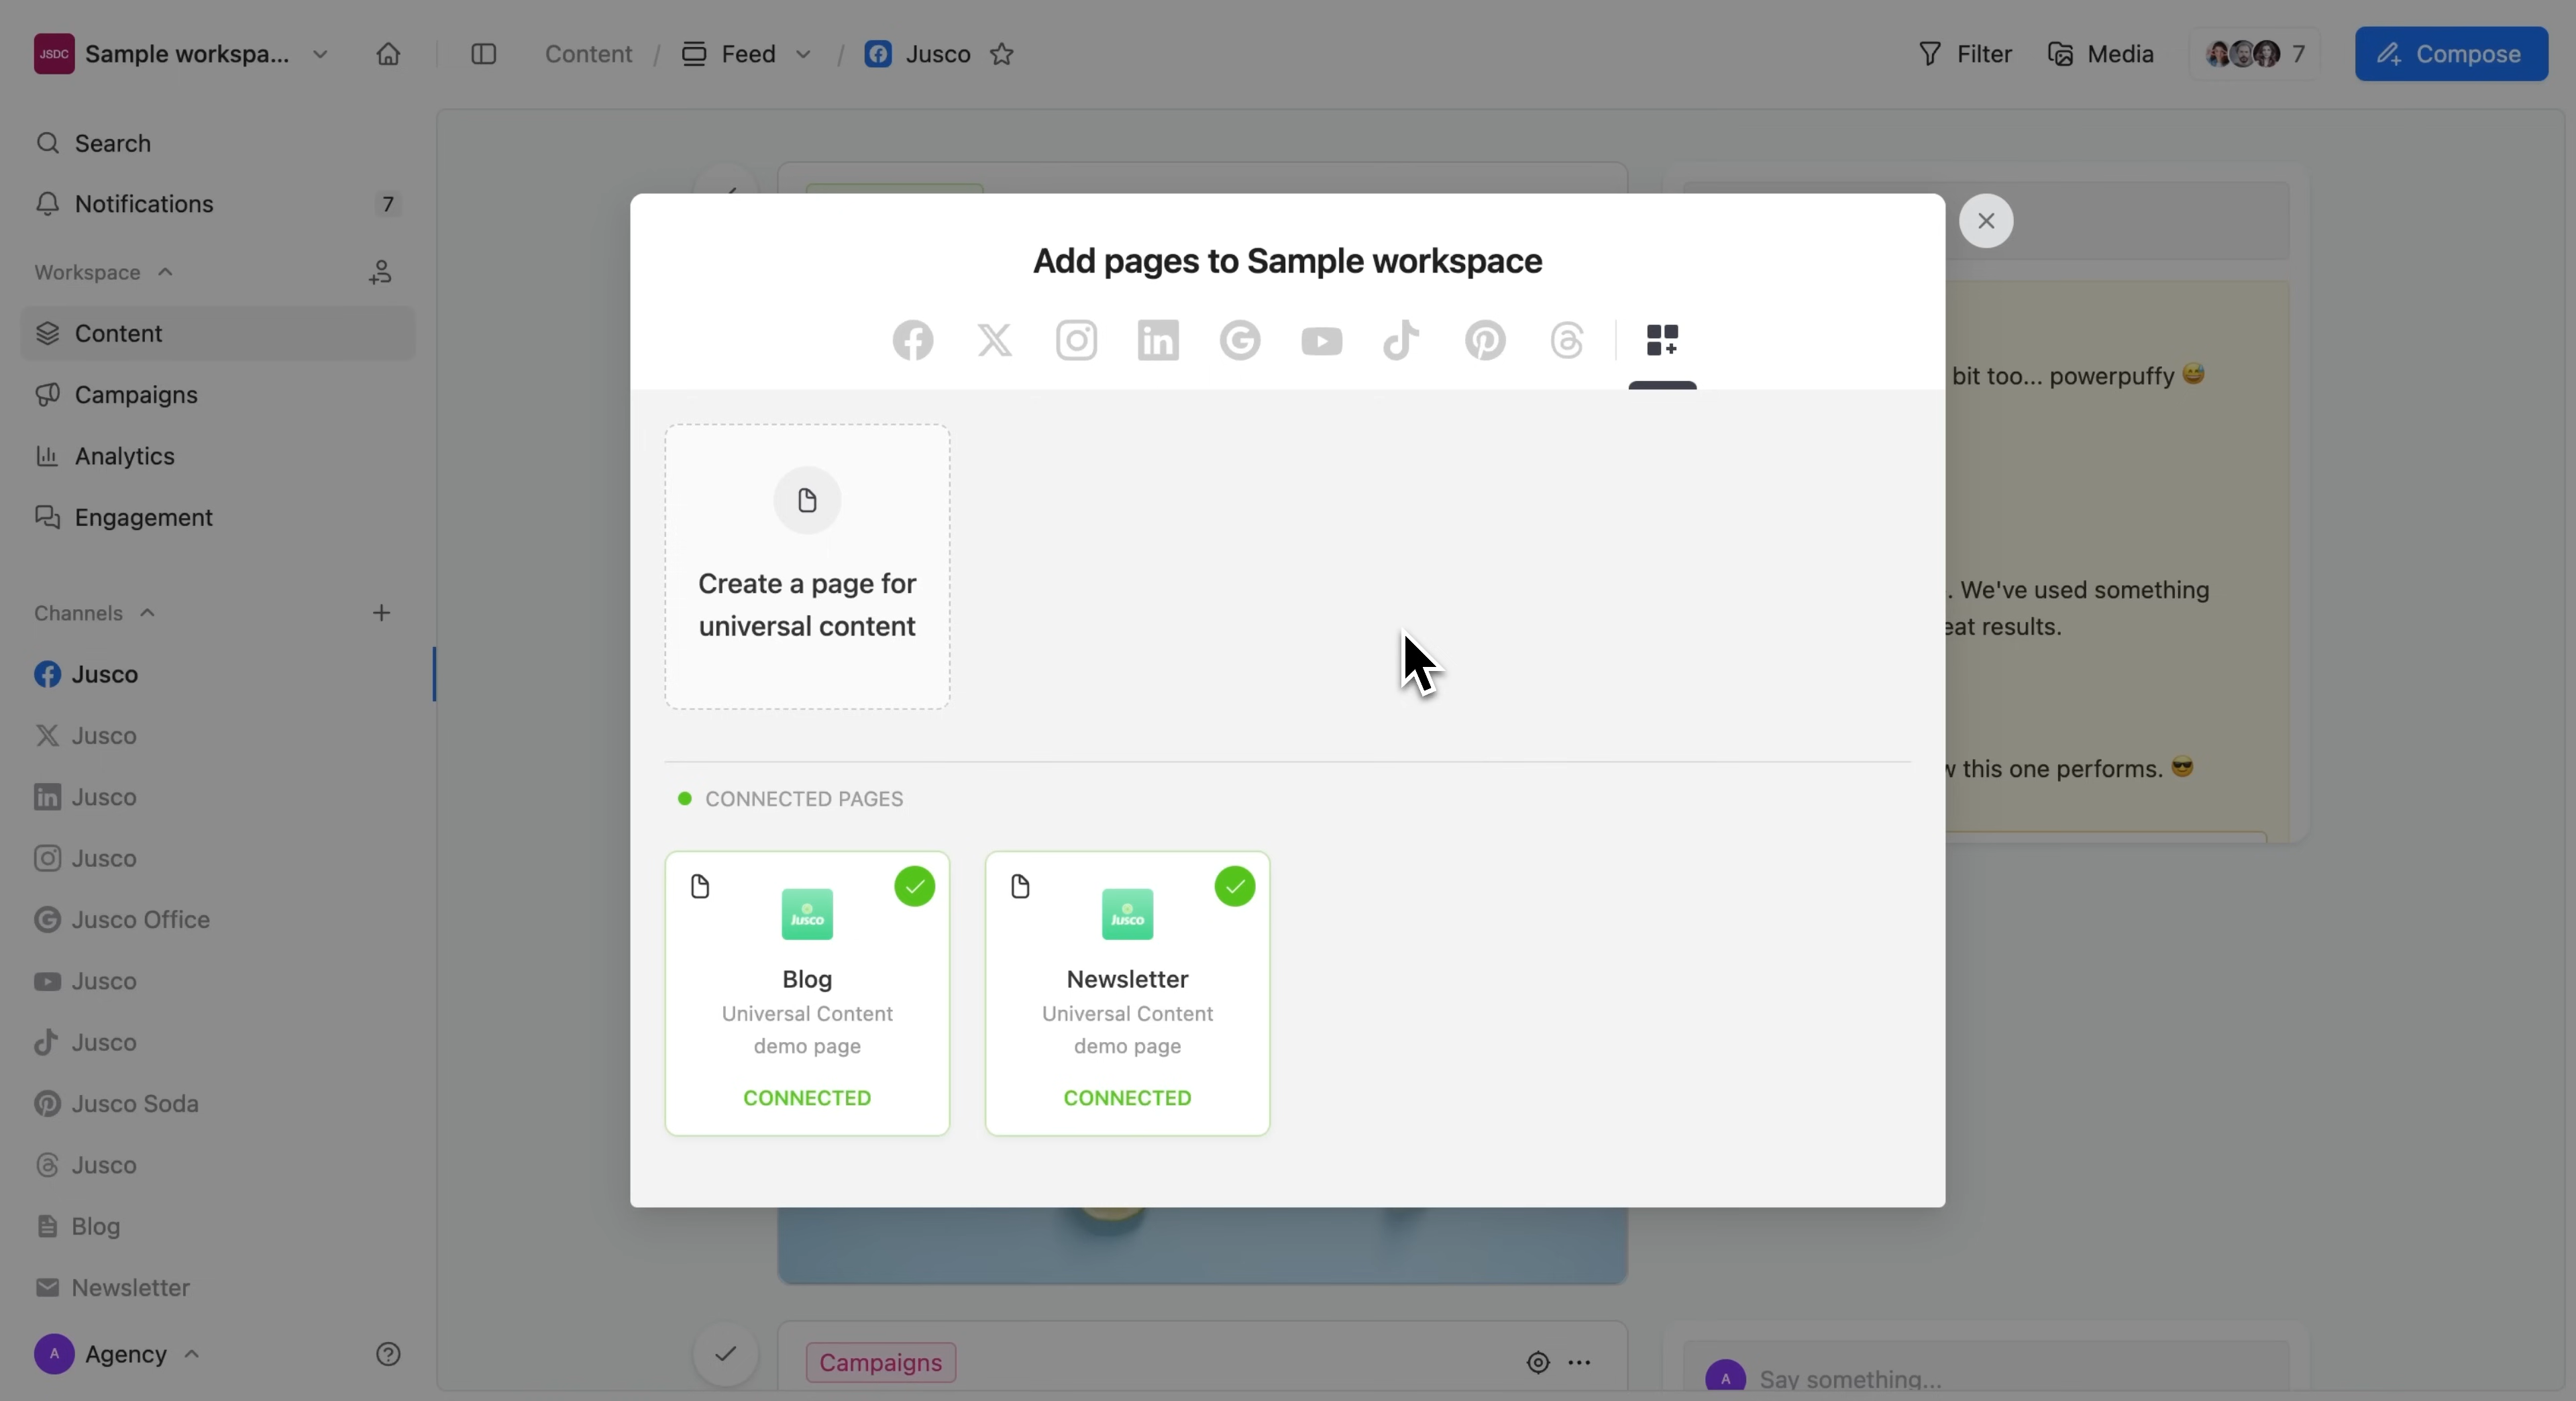 JSDC Sample workspa...
Content / Feed / Jusco
Filter
Media
7
Compose
Search
Notifications 7
Workspace
Content
Campaigns
Analytics
Engagement
Channels
Jusco
Jusco
Jusco
Jusco
Jusco Office
Jusco
Jusco
Jusco Soda
Jusco
Blog
Newsletter
A Agency
Add pages to Sample workspace
Create a page for
universal content
CONNECTED PAGES
Jusco
Blog
Universal Content
demo page
CONNECTED
Jusco
Newsletter
Universal Content
demo page
CONNECTED
bit too... powerpuffy 😅
. We've used something
eat results.
w this one performs. 😎
Campaigns
A Say something...